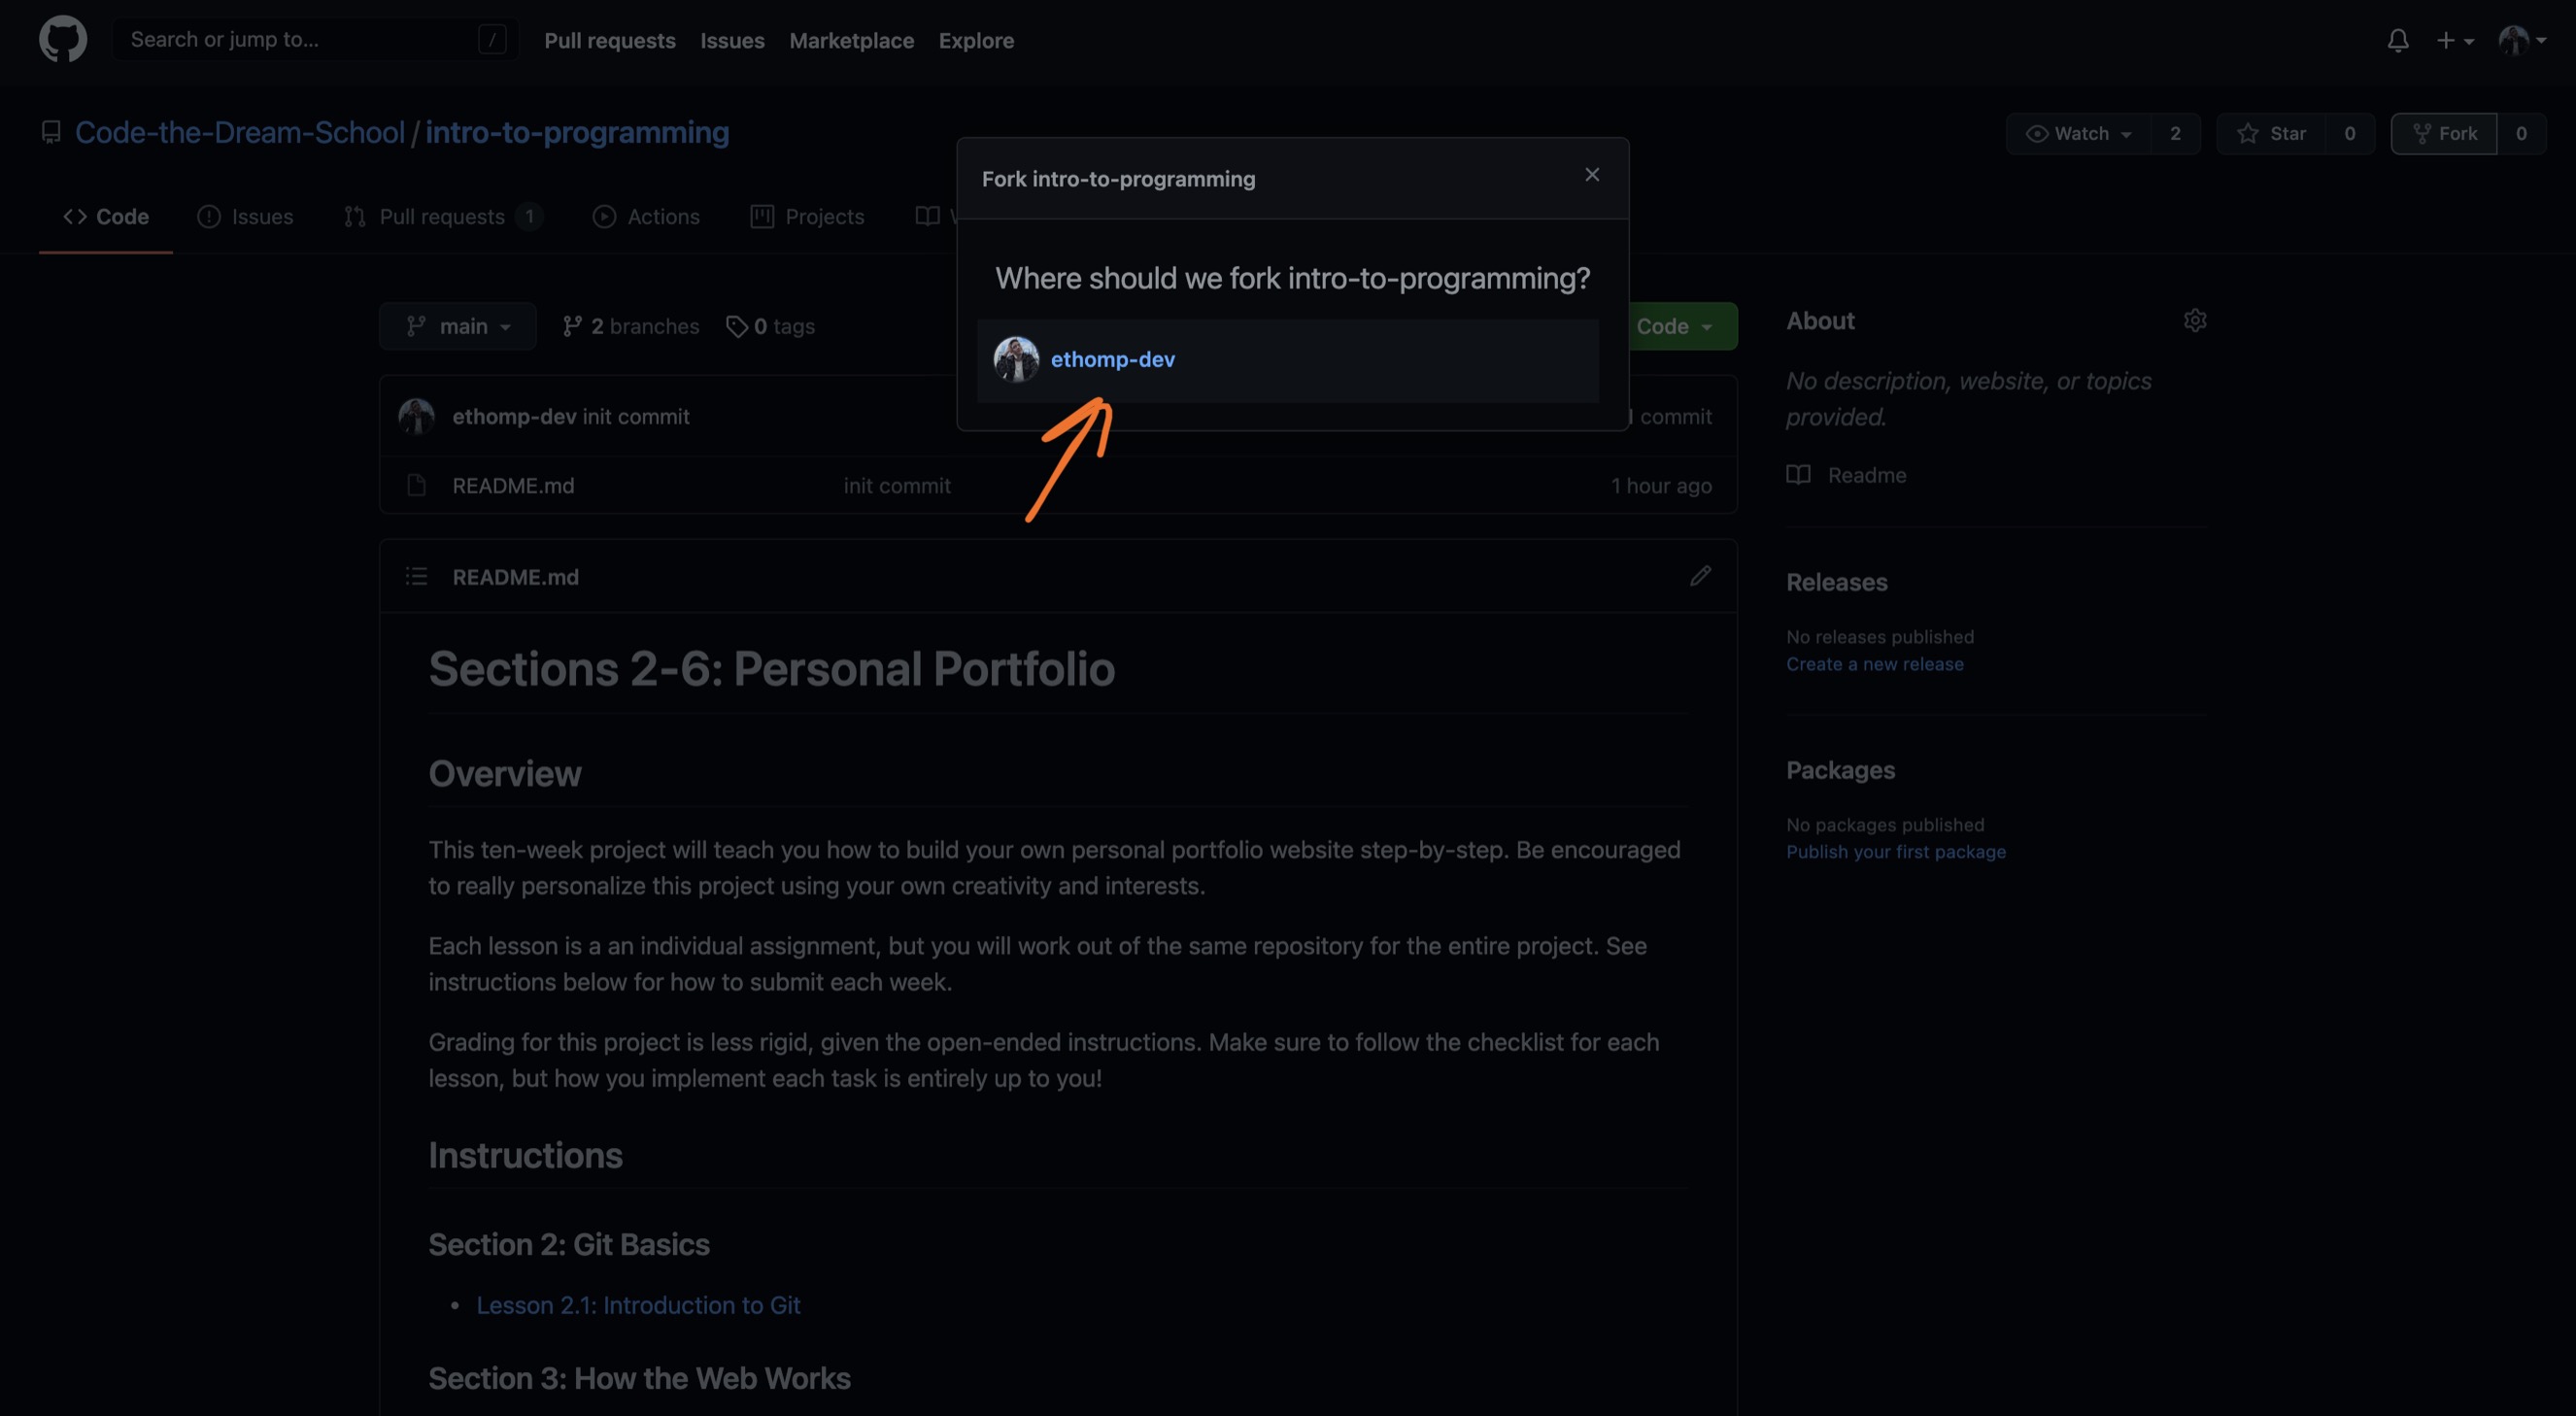 Search or jump to...
/
Pull requests
Issues
Marketplace
Explore
Code-the-Dream-School / intro-to-programming
Watch
2
Star
0
Fork
0
Code
Issues
Pull requests 1
Actions
Projects
Fork intro-to-programming
Where should we fork intro-to-programming?
ethomp-dev
main
2 branches
0 tags
Code
ethomp-dev init commit
commit
README.md
init commit
1 hour ago
README.md
Sections 2-6: Personal Portfolio
Overview
This ten-week project will teach you how to build your own personal portfolio website step-by-step. Be encouraged
to really personalize this project using your own creativity and interests.
Each lesson is a an individual assignment, but you will work out of the same repository for the entire project. See
instructions below for how to submit each week.
Grading for this project is less rigid, given the open-ended instructions. Make sure to follow the checklist for each
lesson, but how you implement each task is entirely up to you!
Instructions
Section 2: Git Basics
• Lesson 2.1: Introduction to Git
Section 3: How the Web Works
About
No description, website, or topics
provided.
Readme
Releases
No releases published
Create a new release
Packages
No packages published
Publish your first package